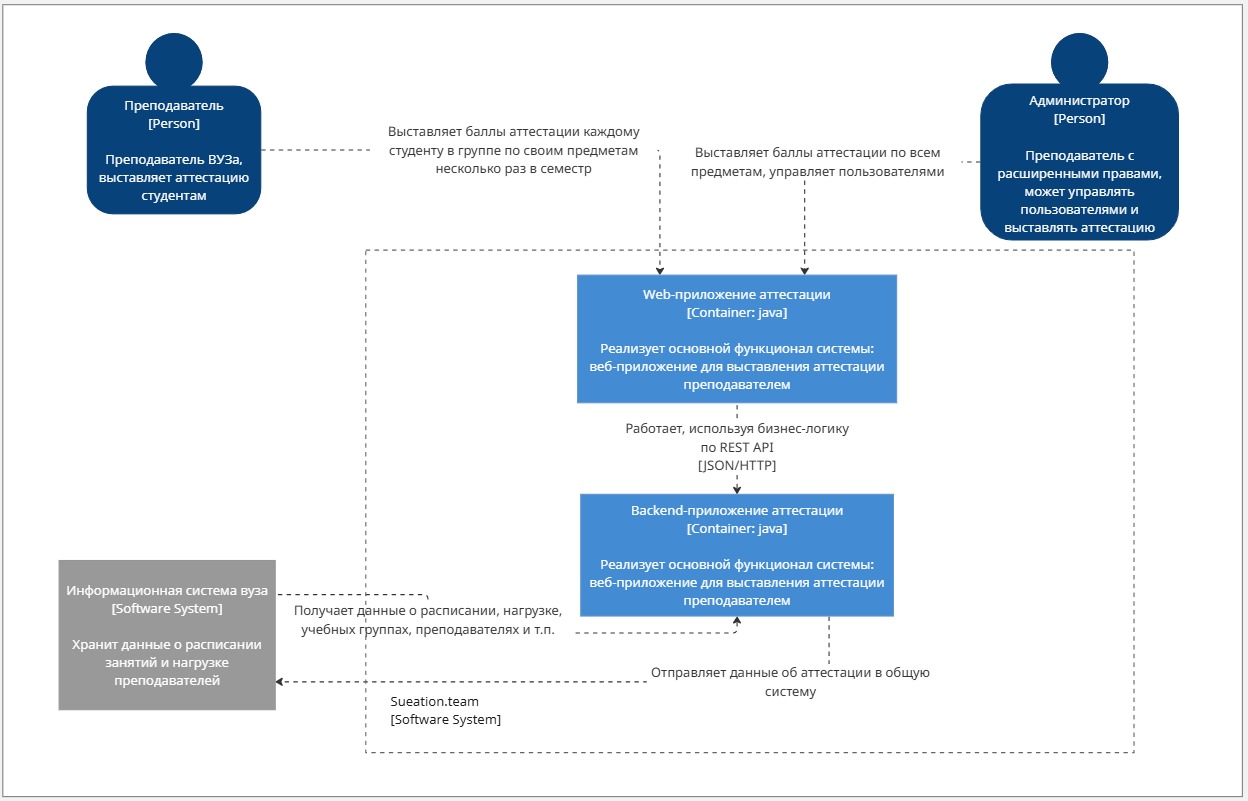 Преподаватель
[Person]
Преподаватель ВУЗа,
выставляет аттестацию
студентам
Выставляет баллы аттестации каждому
студенту в группе по своим предметам
несколько раз в семестр
Выставляет баллы аттестации по всем
предметам, управляет пользователями
Администратор
[Person]
Преподаватель с
расширенными правами,
может управлять
пользователями и
выставлять аттестацию
Web-приложение аттестации
[Container: java]
Реализует основной функционал системы:
веб-приложение для выставления аттестации
преподавателем
Работает, используя бизнес-логику
по REST API
[JSON/HTTP]
Backend-приложение аттестации
[Container: java]
Реализует основной функционал системы:
веб-приложение для выставления аттестации
преподавателем
Информационная система вуза
[Software System]
Хранит данные о расписании
занятий и нагрузке
преподавателей
Получает данные о расписании, нагрузке,
учебных группах, преподавателях и т.п.
Отправляет данные об аттестации в общую
систему
Sueation.team
[Software System]